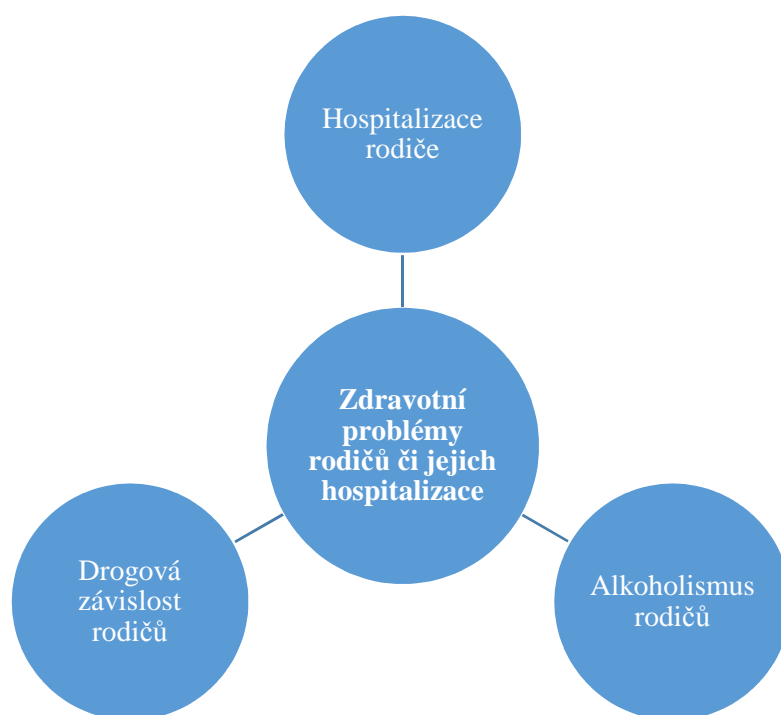 Hospitalizace
rodiče
Zdravotní
problémy
rodičů či jejich
hospitalizace
Drogová
závislost
rodičů
Alkoholismus
rodičů